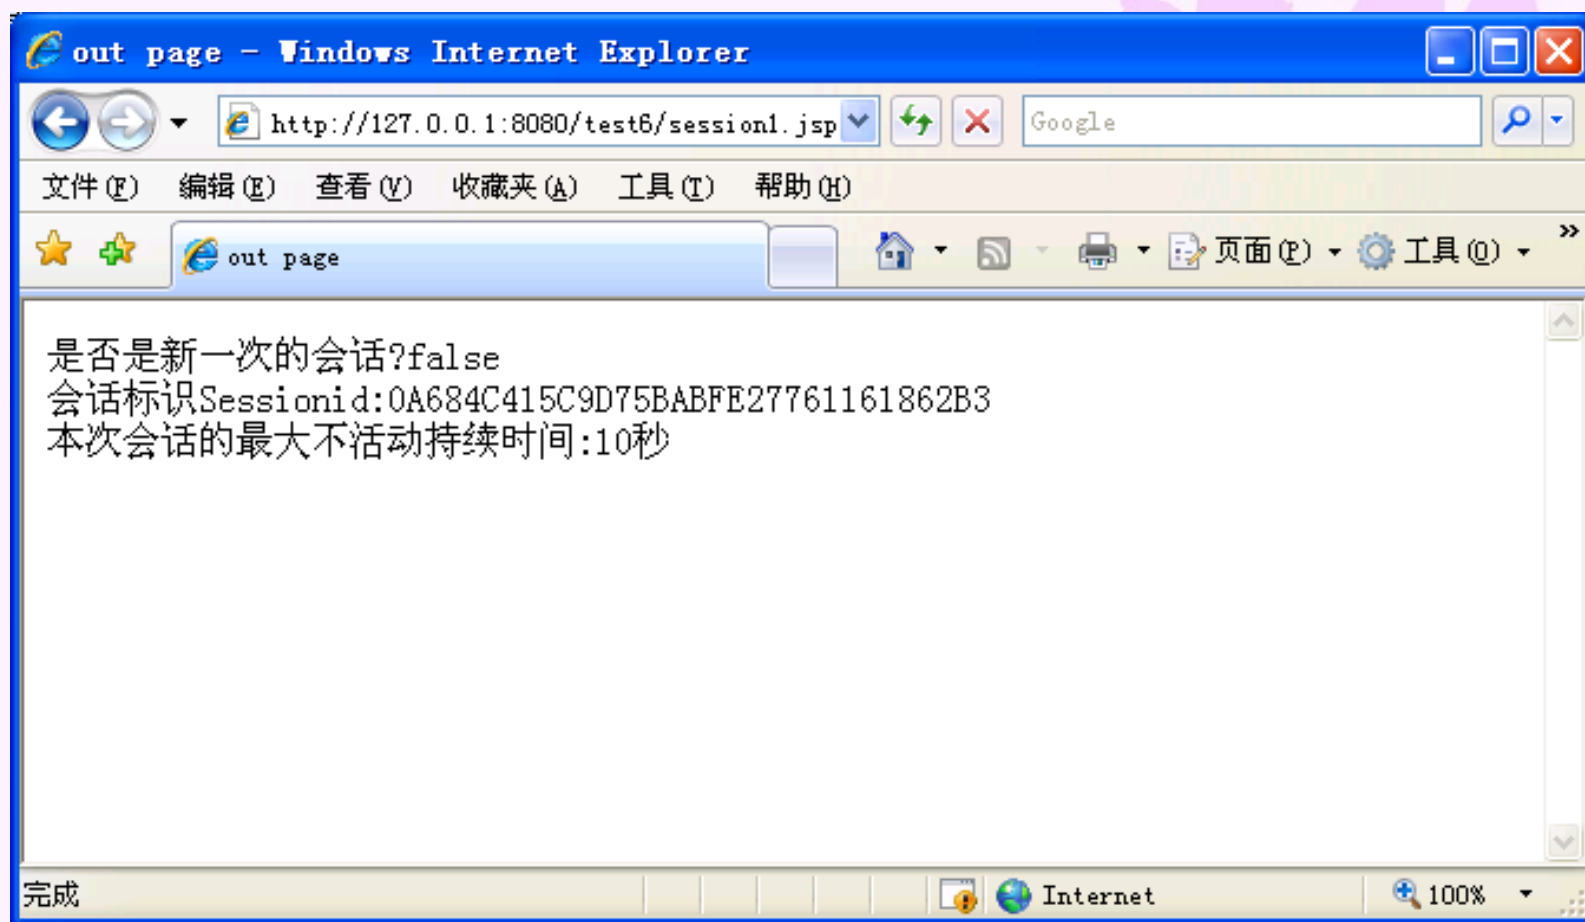 out page - Windows Internet Explorer
http://127.0.0.1:8080/test6/session1.jsp
Google
文件(F) 编辑(E) 查看(V) 收藏夹(A) 工具(T) 帮助(H)
out page
页面(P) 工具(O)
是否是新一次的会话?false
会话标识Sessionid:0A684C415C9D75BABFE27761161862B3
本次会话的最大不活动持续时间:10秒
完成 Internet 100%